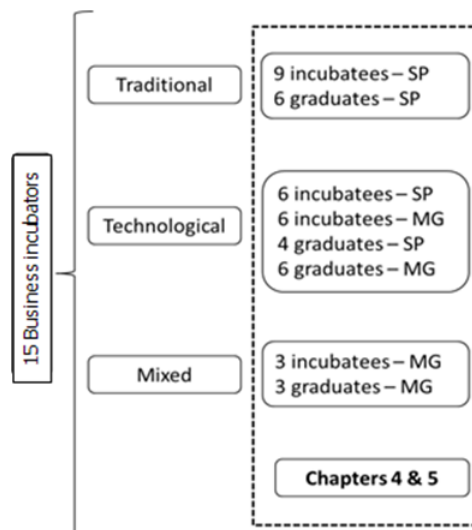 15 Business incubators
Traditional
9 incubatees – SP
6 graduates – SP
Technological
6 incubatees – SP
6 incubatees – MG
4 graduates – SP
6 graduates – MG
Mixed
3 incubatees – MG
3 graduates – MG
Chapters 4 & 5